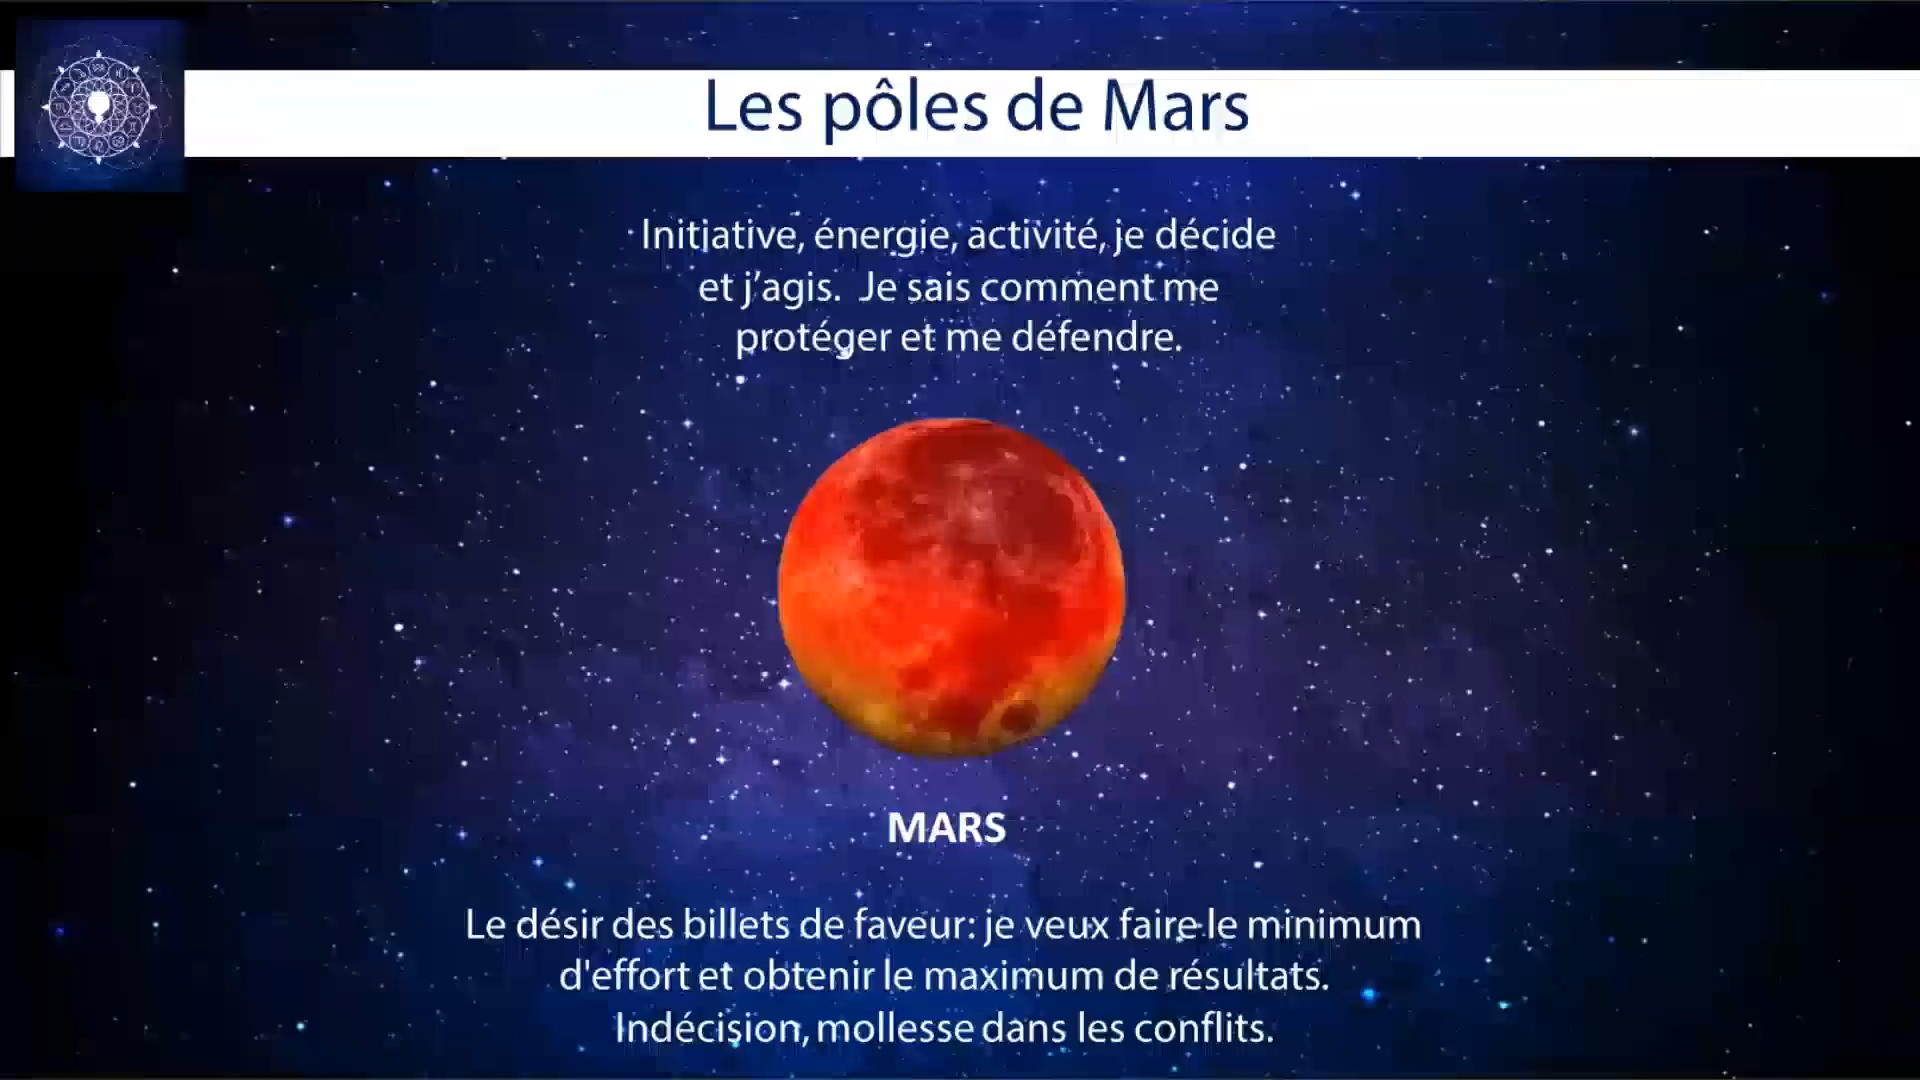 Les pôles de Mars
Initiative, énergie, activité, je décide
et j’agis. Je sais comment me
protéger et me défendre.
MARS
Le désir des billets de faveur: je veux faire le minimum
d'effort et obtenir le maximum de résultats.
Indécision, mollesse dans les conflits.